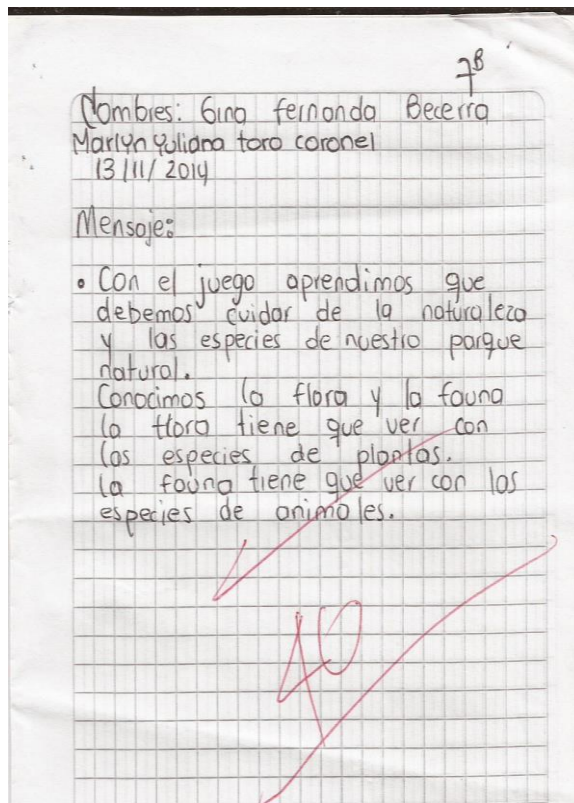 7B
Nombres: Gina fernanda Becerra
Marlyn Yuliana toro coronel
13/11/2014
Mensaje:
• Con el juego aprendimos que
debemos cuidar de la naturaleza
y las especies de nuestro parque
natural.
Conocimos la flora y la fauna
la flora tiene que ver con
las especies de plantas.
la fauna tiene que ver con las
especies de animales.
40